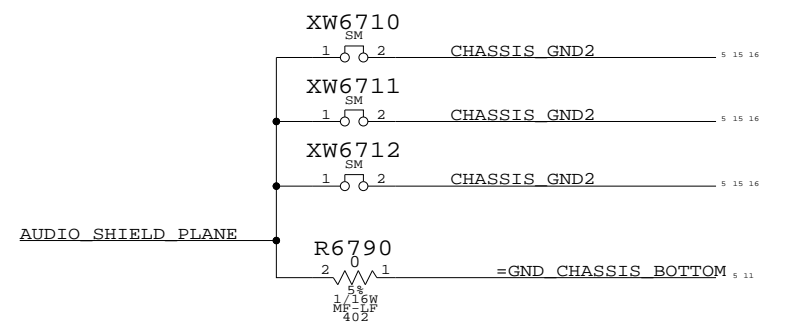 XW6710
SM
1 2 CHASSIS_GND2 5 15 16
XW6711
SM
1 2 CHASSIS_GND2 5 15 16
XW6712
SM
1 2 CHASSIS_GND2 5 15 16
AUDIO_SHIELD_PLANE
R6790
0
2 1 =GND_CHASSIS_BOTTOM 5 11
5%
1/16W
MF-LF
402